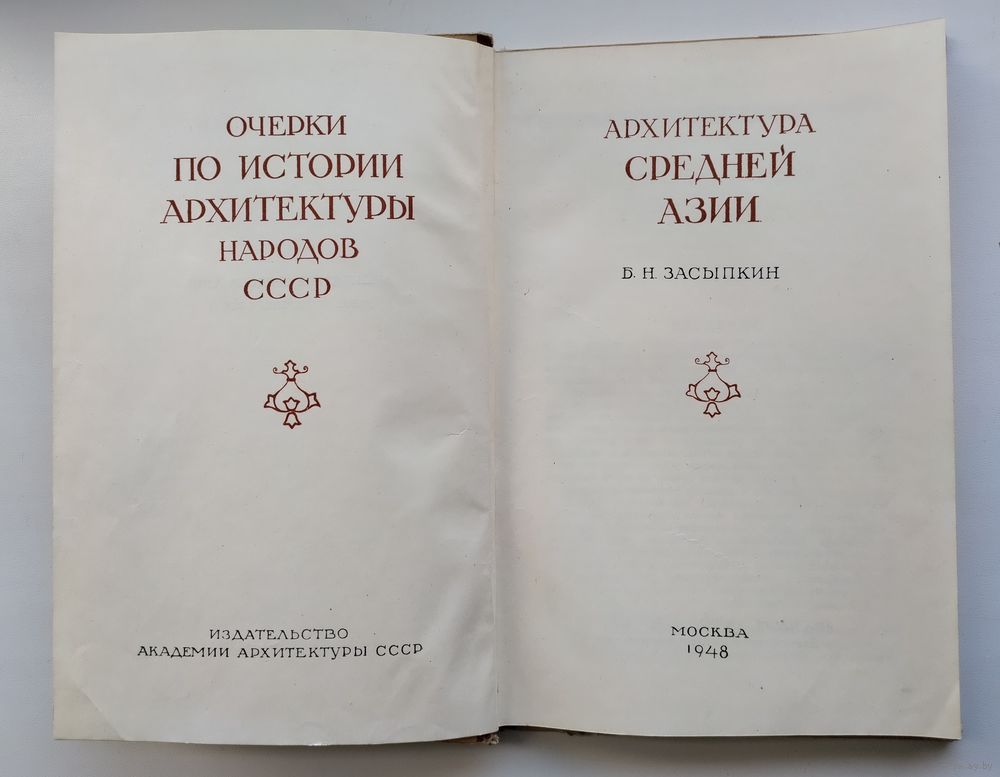 ОЧЕРКИ
ПО ИСТОРИИ
АРХИТЕКТУРЫ
НАРОДОВ
СССР
ИЗДАТЕЛЬСТВО
АКАДЕМИИ АРХИТЕКТУРЫ СССР
АРХИТЕКТУРА
СРЕДНЕЙ
АЗИИ
Б. Н. ЗАСЫПКИН
МОСКВА
1948